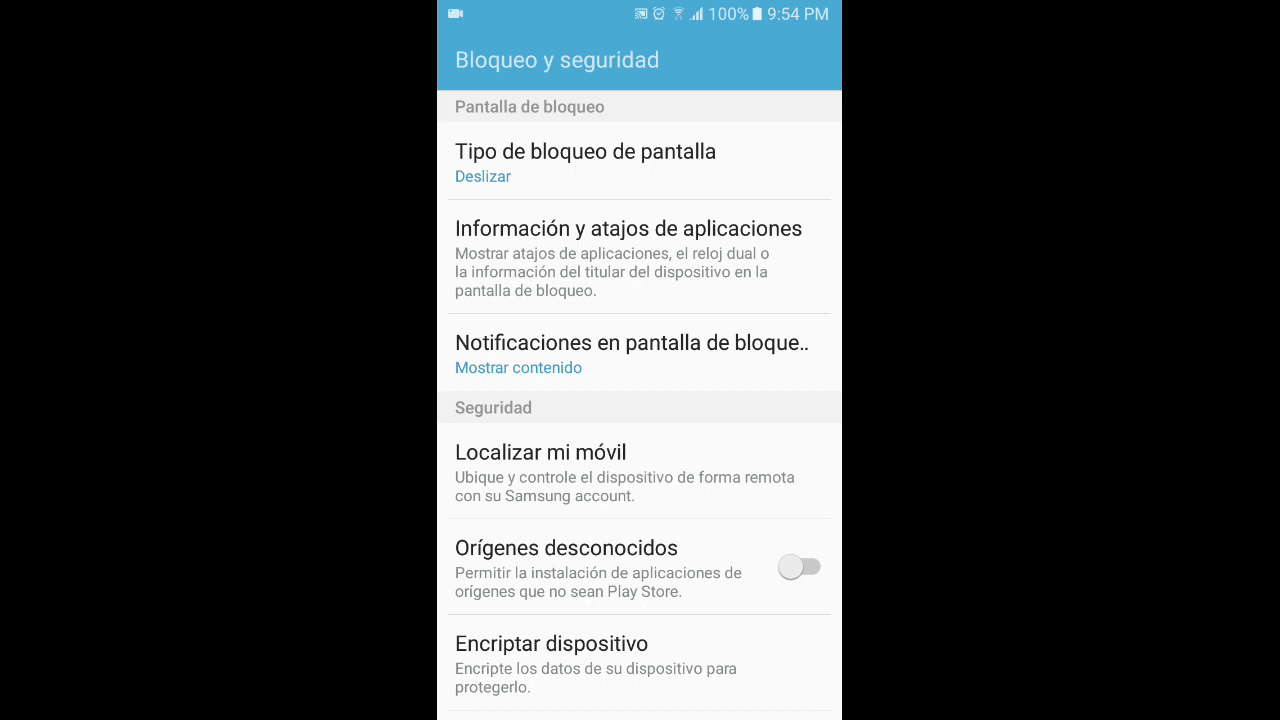 100% 9:54 PM
Bloqueo y seguridad
Pantalla de bloqueo
Tipo de bloqueo de pantalla
Deslizar
Información y atajos de aplicaciones
Mostrar atajos de aplicaciones, el reloj dual o
la información del titular del dispositivo en la
pantalla de bloqueo.
Notificaciones en pantalla de bloque..
Mostrar contenido
Seguridad
Localizar mi móvil
Ubique y controle el dispositivo de forma remota
con su Samsung account.
Orígenes desconocidos
Permitir la instalación de aplicaciones de
orígenes que no sean Play Store.
Encriptar dispositivo
Encripte los datos de su dispositivo para
protegerlo.